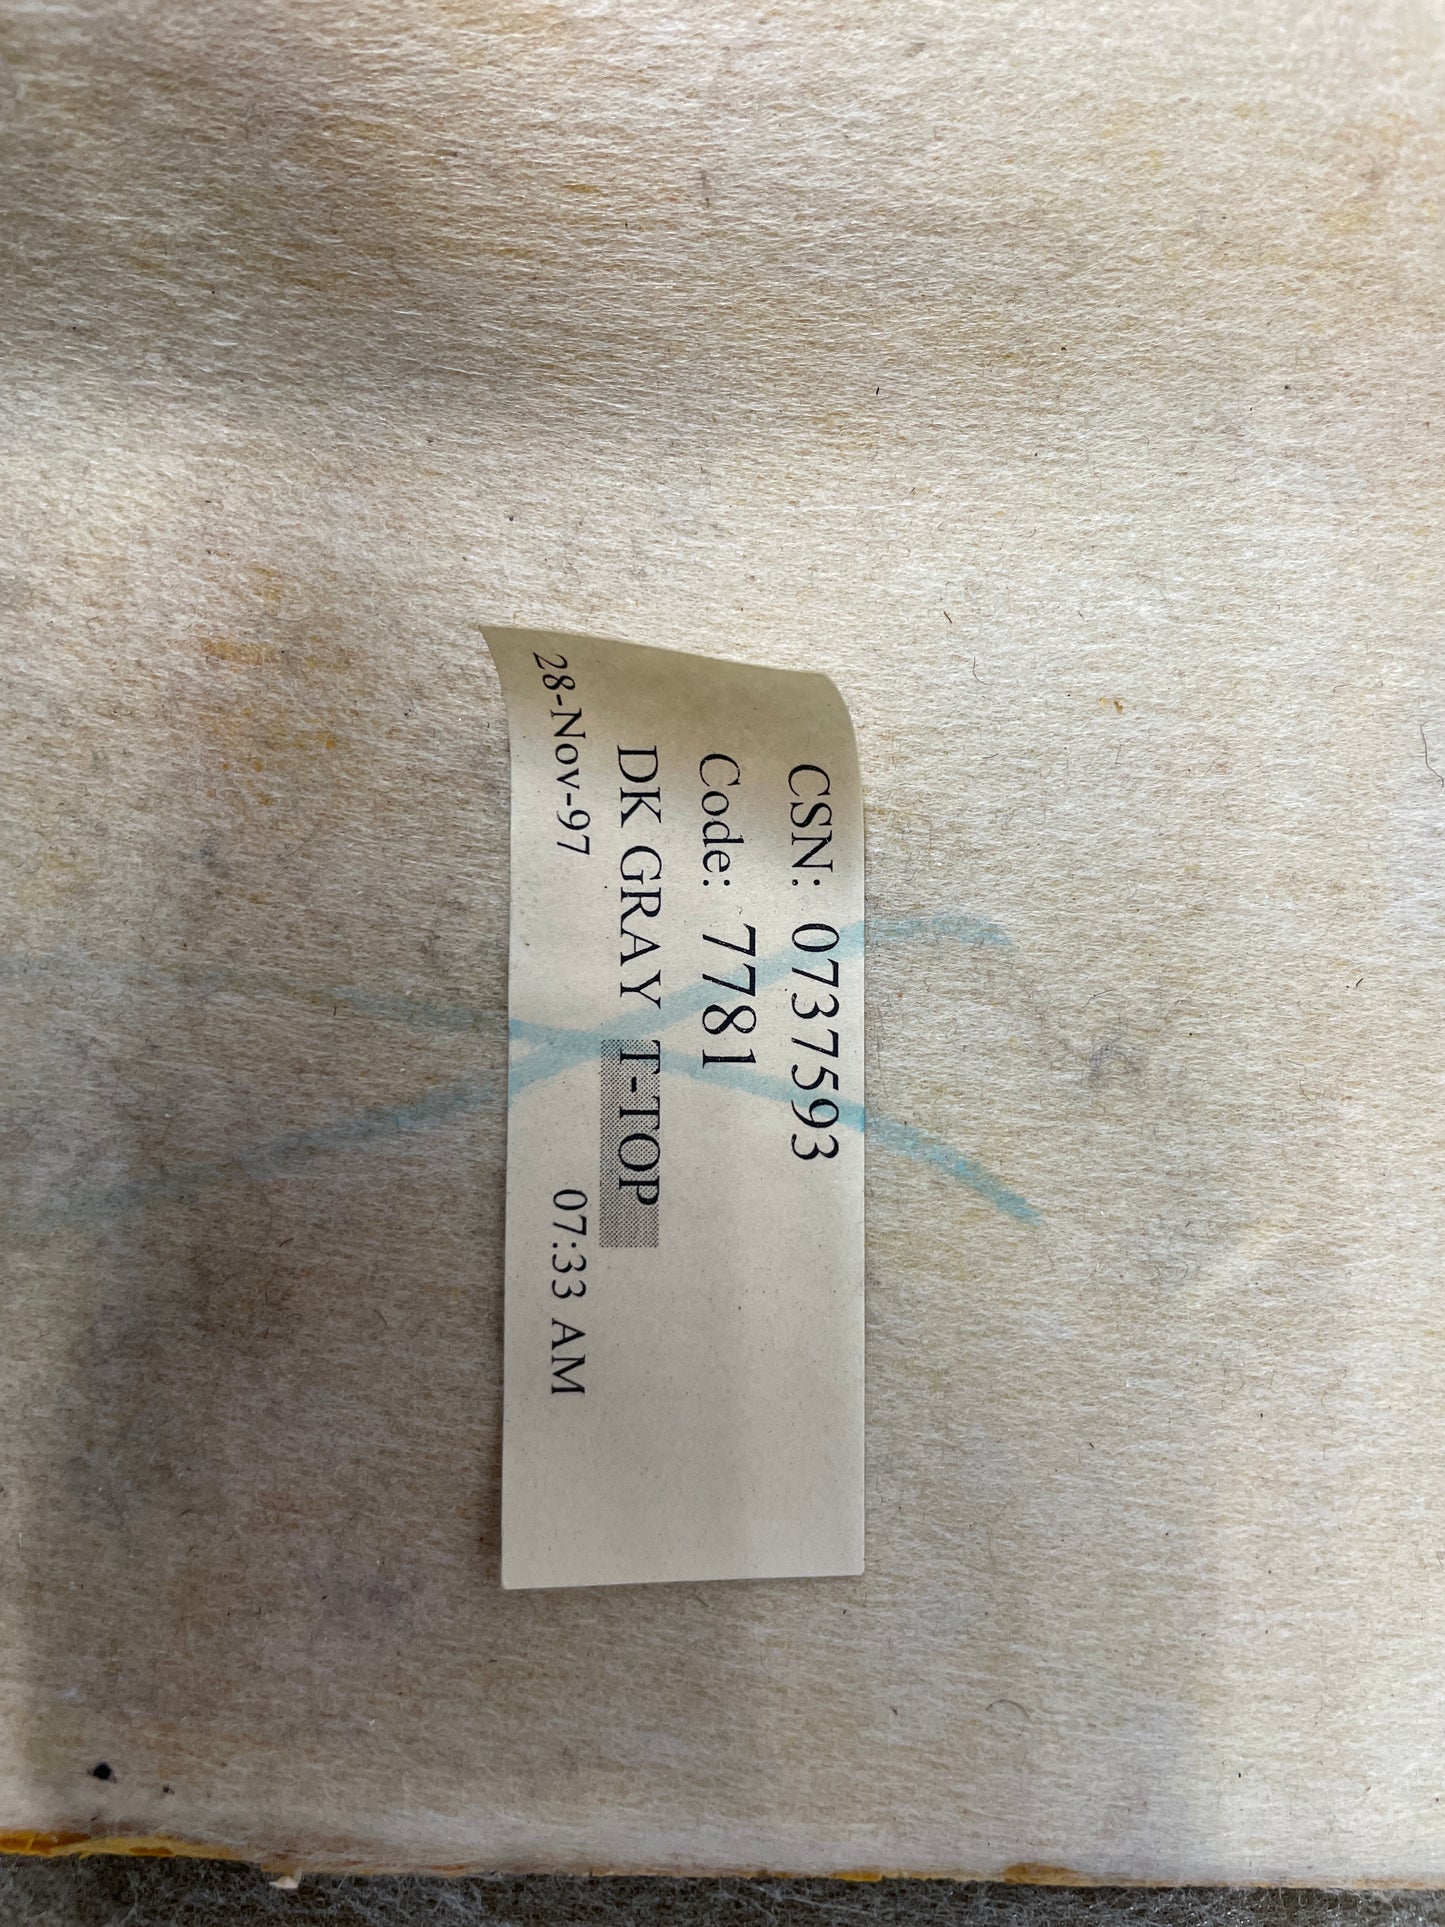 CSN: 0737593
Code: 7781
DK GRAY T-TOP
28-Nov-97 07:33 AM